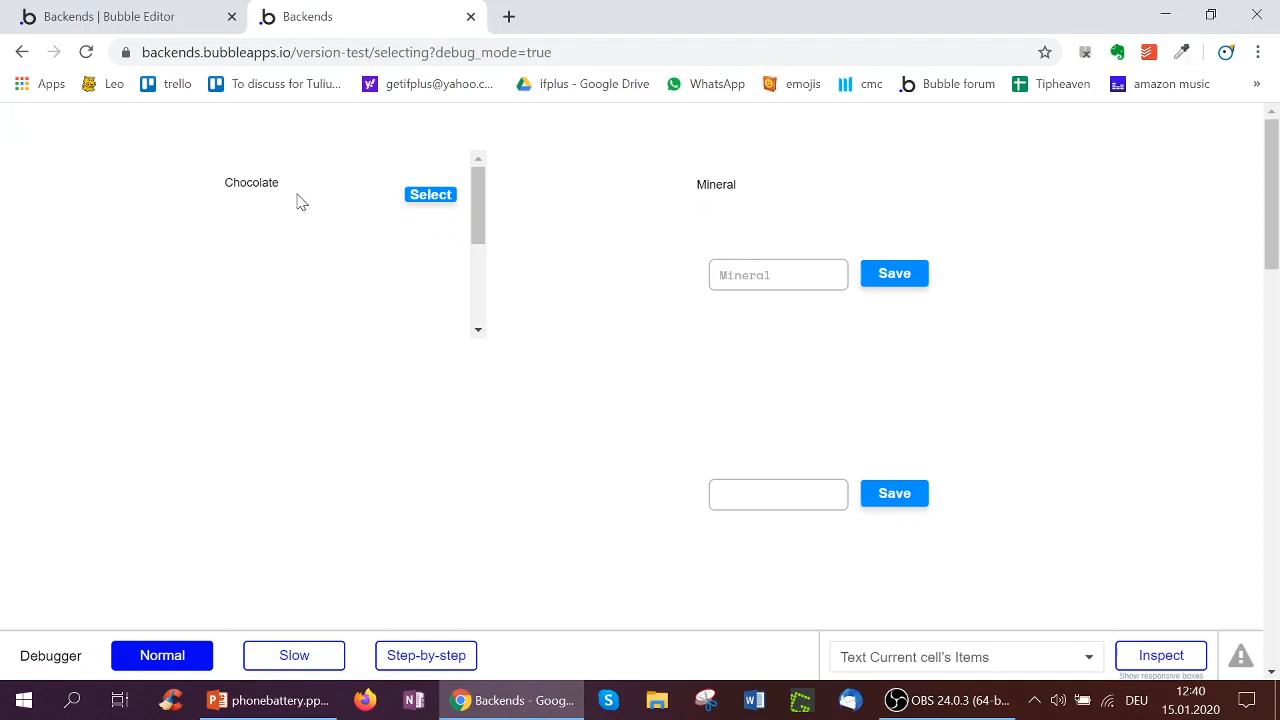 Backends | Bubble Editor
Backends
backends.bubbleapps.io/version-test/selecting?debug_mode=true
Apps
Leo
trello
To discuss for Tuliu...
getifplus@yahoo.c...
ifplus - Google Drive
WhatsApp
emojis
cmc
Bubble forum
Tipheaven
amazon music
»
Chocolate
Select
Mineral
Mineral
Save
Save
Debugger
Normal
Slow
Step-by-step
Text Current cell's Items
Inspect
Show responsive boxes
phonebattery.pp...
Backends - Goog...
OBS 24.0.3 (64-b...
DEU
12:40
15.01.2020